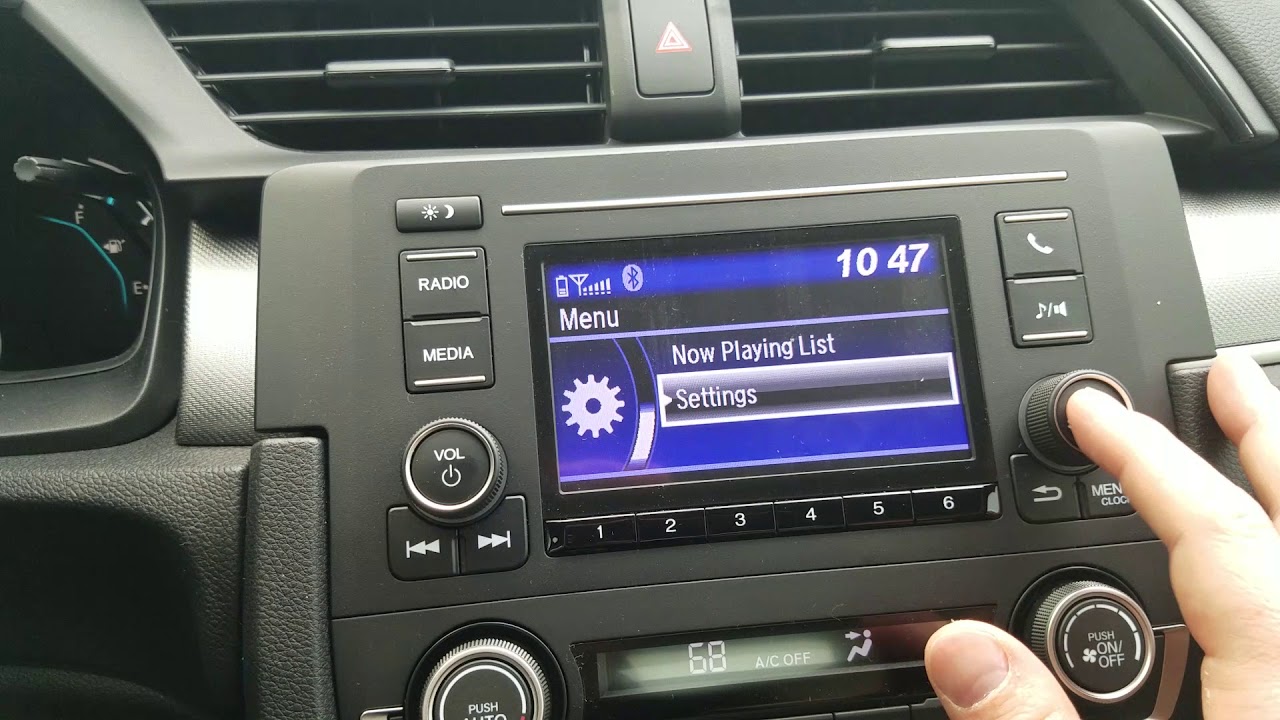 F
E
RADIO
MEDIA
VOL
10 47
Menu
Now Playing List
Settings
1 2 3 4 5 6
CLOCK
68 A/C OFF
PUSH
AUTO
PUSH
ON/
OFF